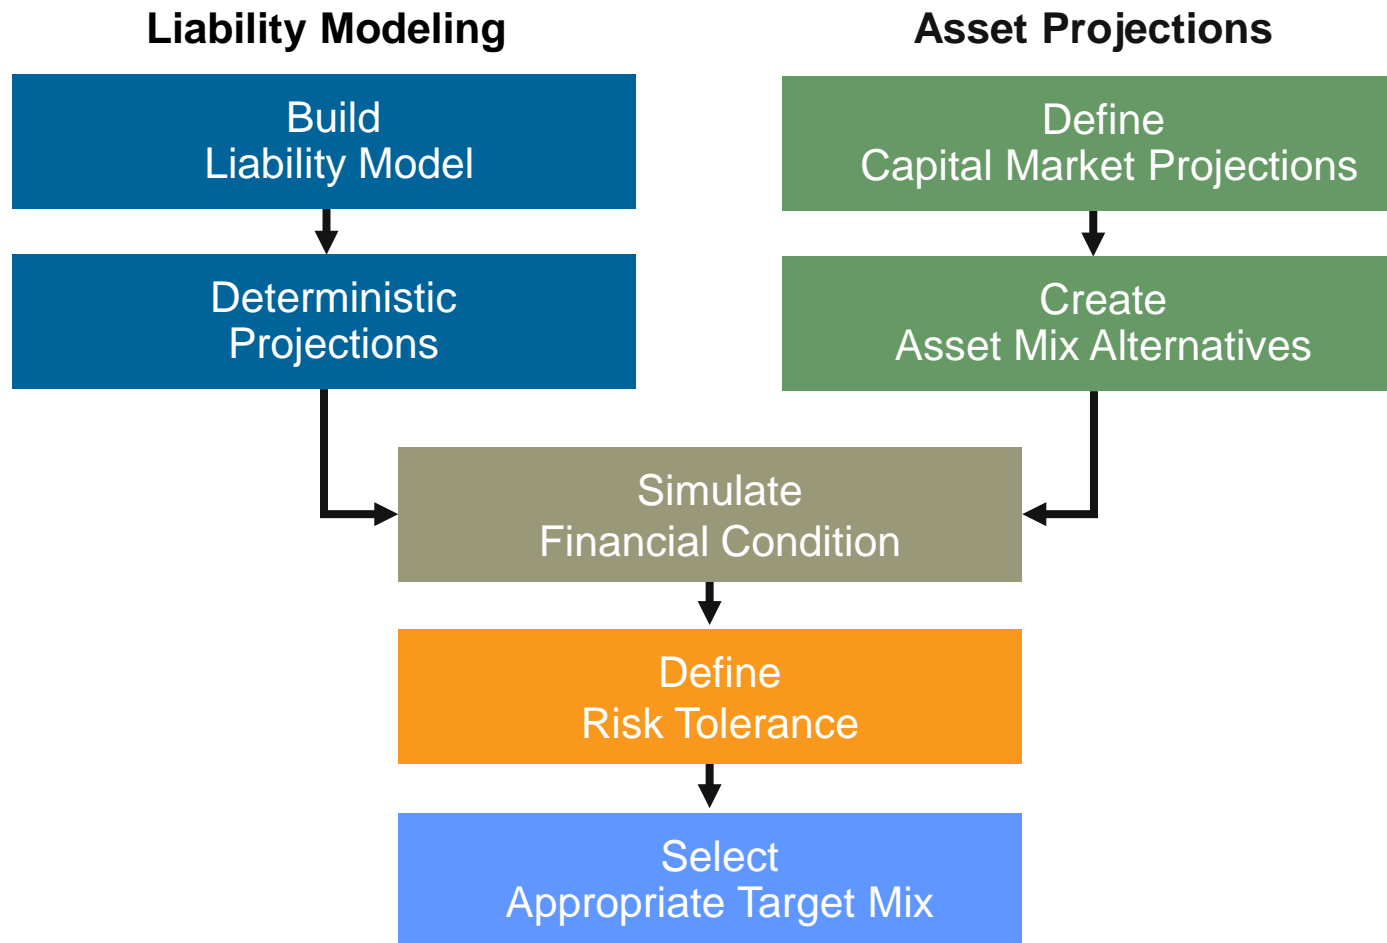 Liability Modeling
Asset Projections
Build
Liability Model
Define
Capital Market Projections
Deterministic
Projections
Create
Asset Mix Alternatives
Simulate
Financial Condition
Define
Risk Tolerance
Select
Appropriate Target Mix